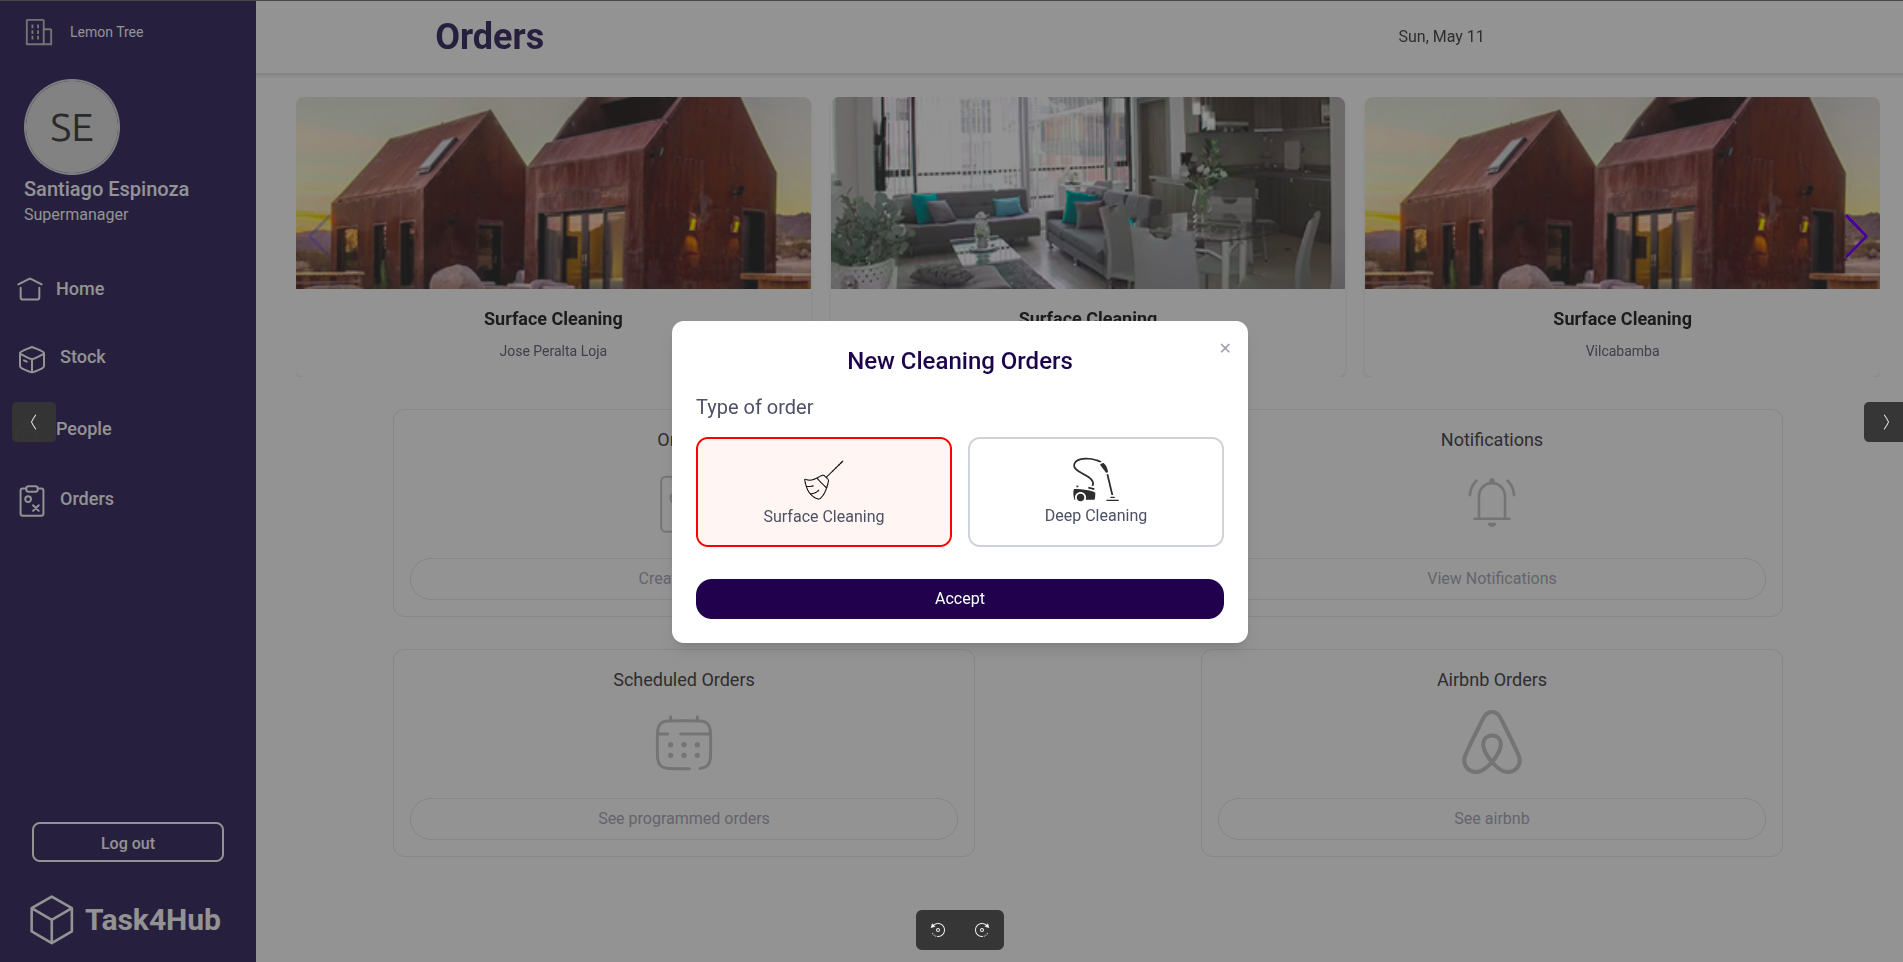 Lemon Tree
SE
Santiago Espinoza
Supermanager
Home
Stock
People
Orders
Log out
Task4Hub
Orders
Sun, May 11
Surface Cleaning
Jose Peralta Loja
Surface Cleaning
Surface Cleaning
Vilcabamba
New Cleaning Orders
×
Type of order
Surface Cleaning
Deep Cleaning
Accept
Notifications
View Notifications
Scheduled Orders
See programmed orders
Airbnb Orders
See airbnb